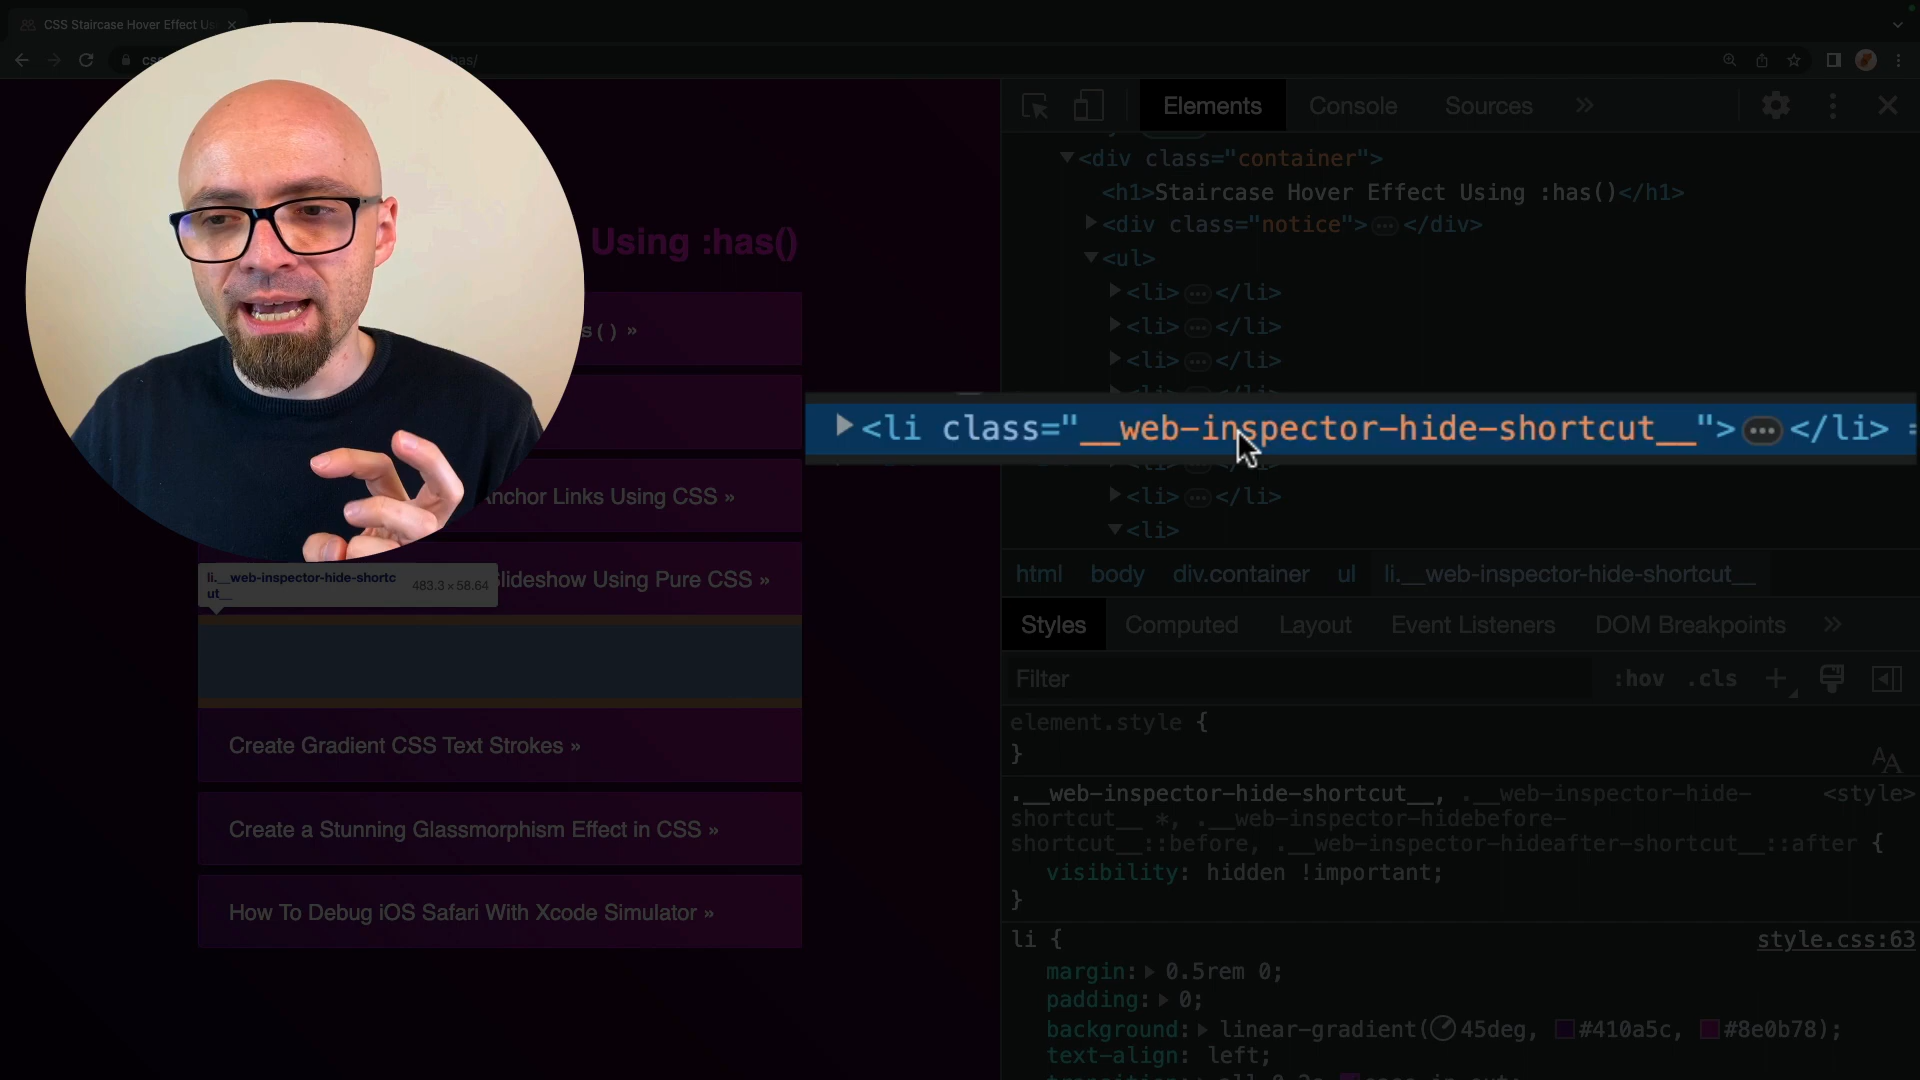 CSS Staircase Hover Effect Us
has/
Using :has()
s() »
Anchor Links Using CSS »
Slideshow Using Pure CSS »
li.__web-inspector-hide-shortc
ut__
483.3 × 58.64
Create Gradient CSS Text Strokes »
Create a Stunning Glassmorphism Effect in CSS »
How To Debug iOS Safari With Xcode Simulator »
Elements
Console
Sources
»
<div class="container">
<h1>Staircase Hover Effect Using :has()</h1>
<div class="notice">…</div>
<ul>
<li>…</li>
<li>…</li>
<li>…</li>
<li class="__web-inspector-hide-shortcut__">…</li> =
<li>…</li>
<li>
html body div.container ul li.__web-inspector-hide-shortcut__
Styles Computed Layout Event Listeners DOM Breakpoints »
Filter
:hov .cls +
element.style {
}
.__web-inspector-hide-shortcut__, .__web-inspector-hide- <style>
shortcut__ *, .__web-inspector-hidebefore-
shortcut__::before, .__web-inspector-hideafter-shortcut__::after {
visibility: hidden !important;
}
li { style.css:63
margin: 0.5rem 0;
padding: 0;
background: linear-gradient( 45deg, #410a5c, #8e0b78);
text-align: left;